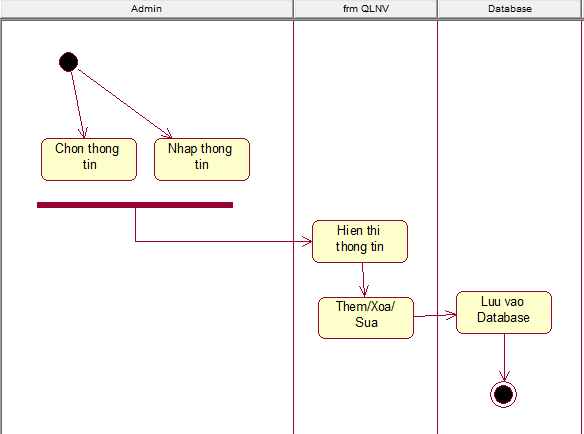 Admin
frm QLNV
Database
Chon thong
tin
Nhap thong
tin
Hien thi
thong tin
Them/Xoa/
Sua
Luu vao
Database